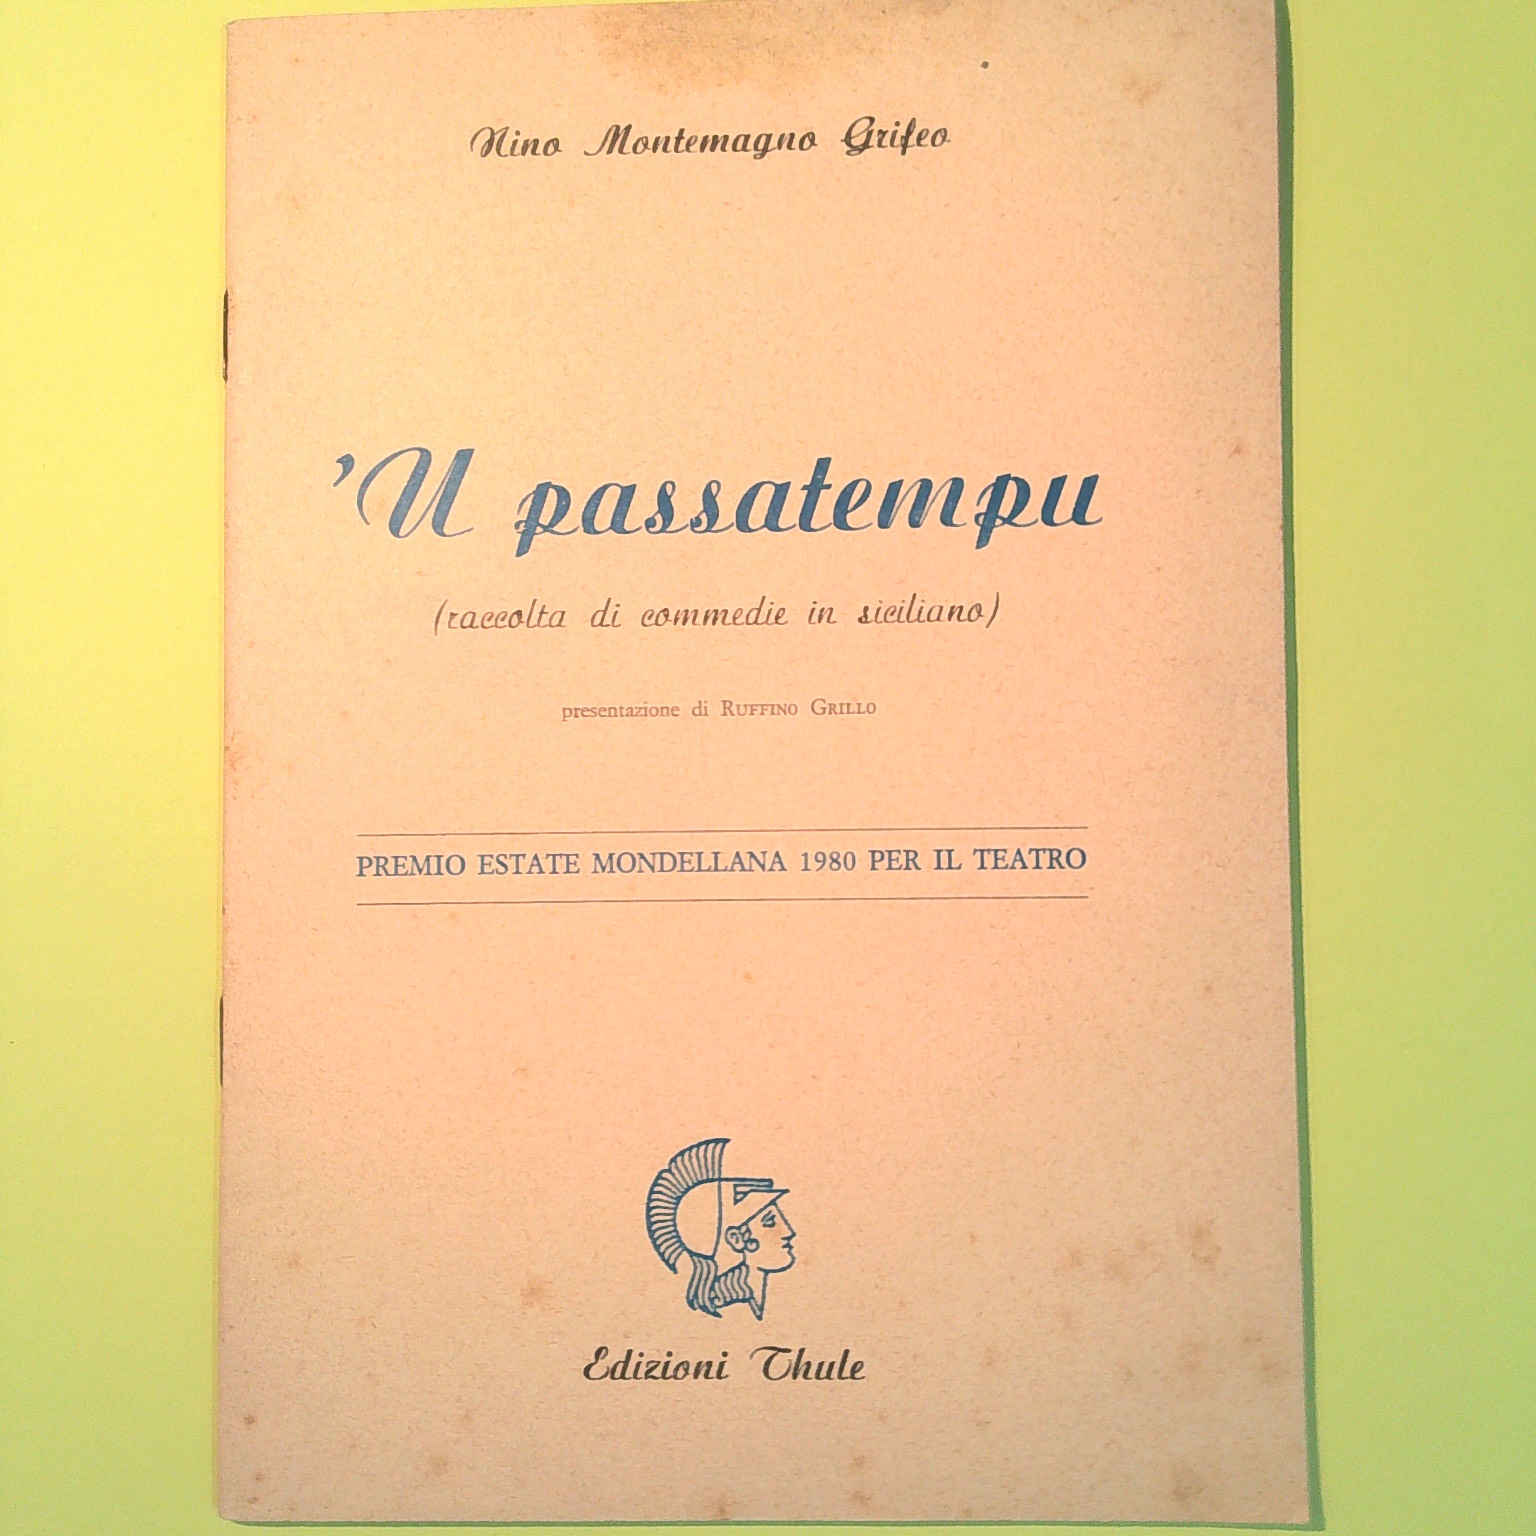 Nino Montemagno Grifeo
'U passatempu
(raccolta di commedie in siciliano)
presentazione di RUFFINO GRILLO
PREMIO ESTATE MONDELLANA 1980 PER IL TEATRO
Edizioni Thule